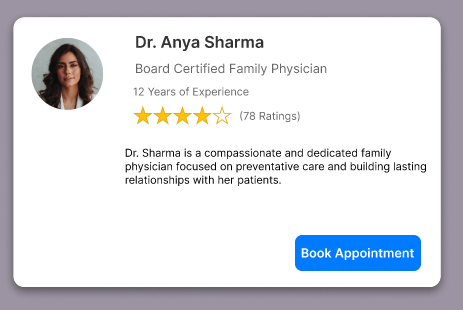 Dr. Anya Sharma
Board Certified Family Physician
12 Years of Experience
(78 Ratings)
Dr. Sharma is a compassionate and dedicated family
physician focused on preventative care and building lasting
relationships with her patients.
Book Appointment